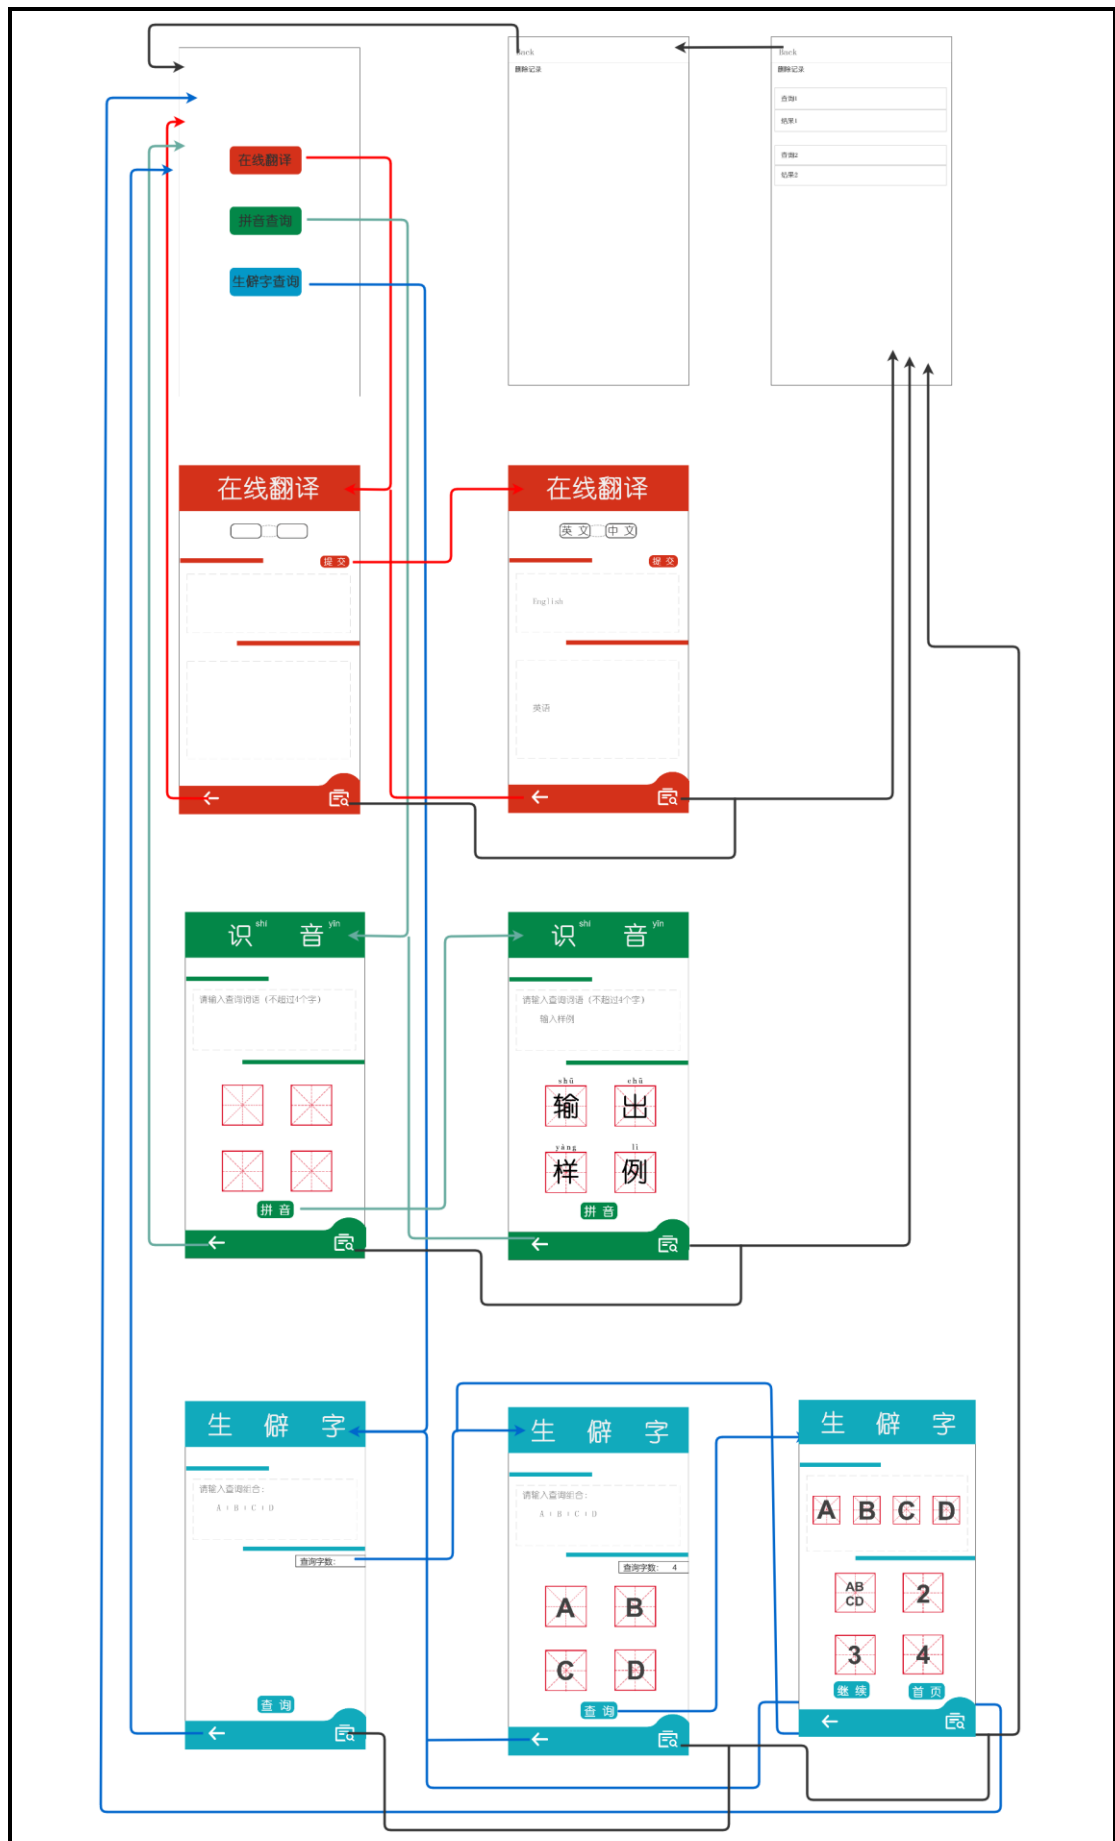 Back
删除记录
Back
删除记录
查询1
结果1
查询2
结果2
在线翻译
拼音查询
生僻字查询
在线翻译
提 交
在线翻译
英 文 中 文
提 交
English
英语
识 shi 音 yin
请输入查询词语（不超过4个字）
拼 音
识 shi 音 yin
请输入查询词语（不超过4个字）
输入样例
shū chū
输 出
yàng lì
样 例
拼 音
生 僻 字
请输入查询组合：
A + B + C + D
查询字数：
查 询
生 僻 字
请输入查询组合：
A + B + C + D
查询字数： 4
A B
C D
查 询
生 僻 字
A B C D
AB
CD
2
3 4
继 续 首 页